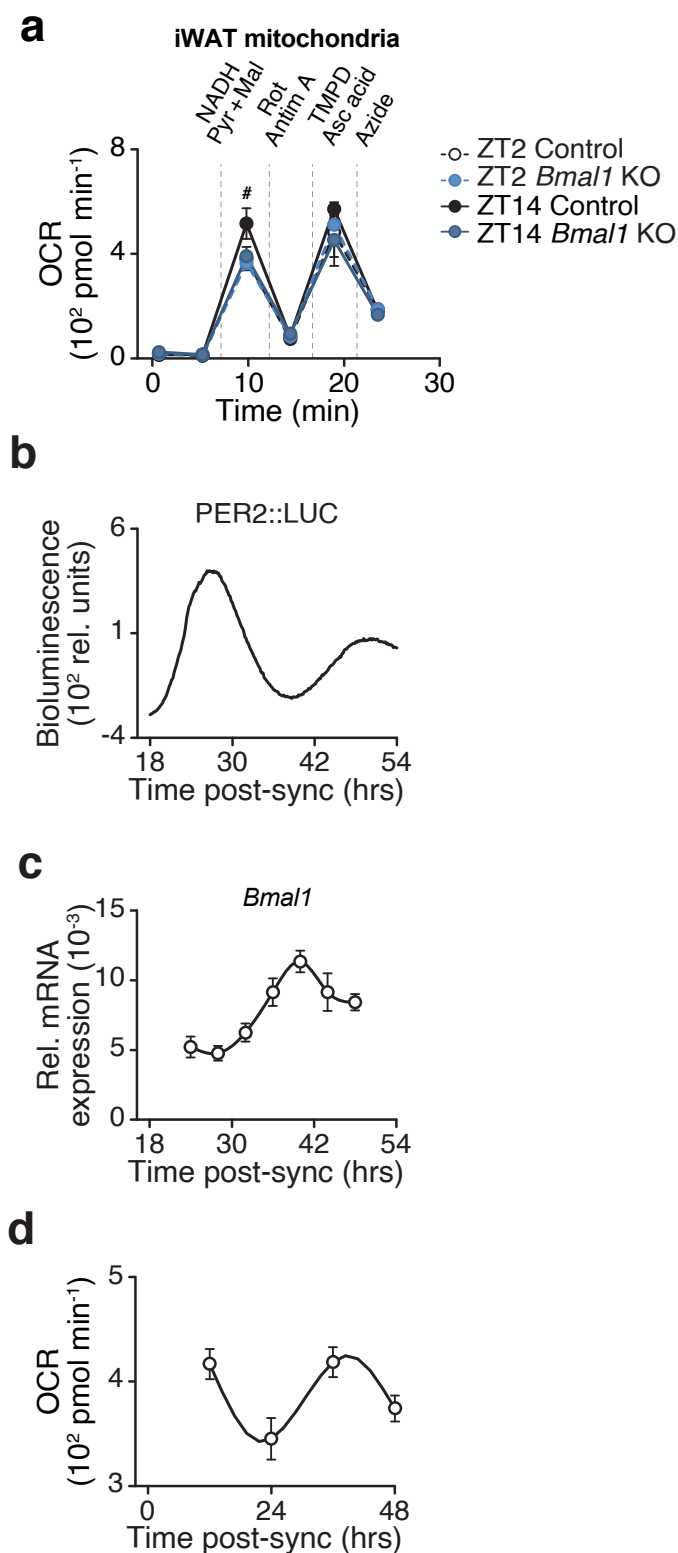 a
iWAT mitochondria
NADH
Pyr+Mal
Rot
Antim A
TMPD
Asc acid
Azide
8
4
0
#
OCR
(10² pmol min⁻¹)
0
10
20
30
Time (min)
ZT2 Control
ZT2 Bmal1 KO
ZT14 Control
ZT14 Bmal1 KO
b
PER2::LUC
6
1
-4
Bioluminescence
(10² rel. units)
18
30
42
54
Time post-sync (hrs)
c
Bmal1
15
10
5
0
Rel. mRNA
expression (10⁻³)
18
30
42
54
Time post-sync (hrs)
d
5
4
3
OCR
(10² pmol min⁻¹)
0
24
48
Time post-sync (hrs)